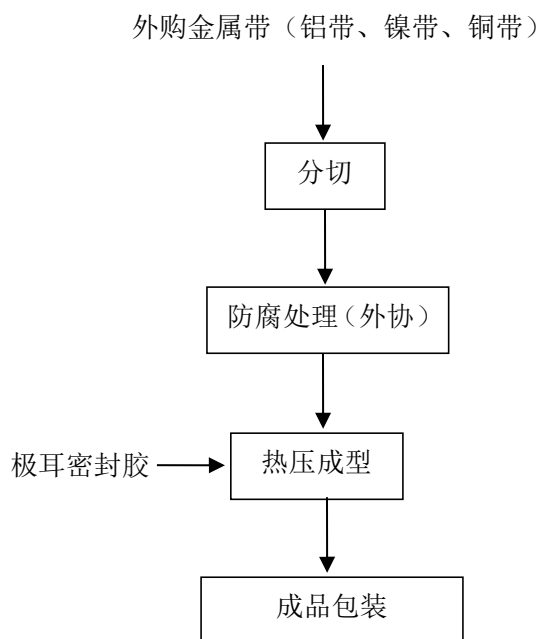 外购金属带（铝带、镍带、铜带）
分切
防腐处理（外协）
极耳密封胶
热压成型
成品包装